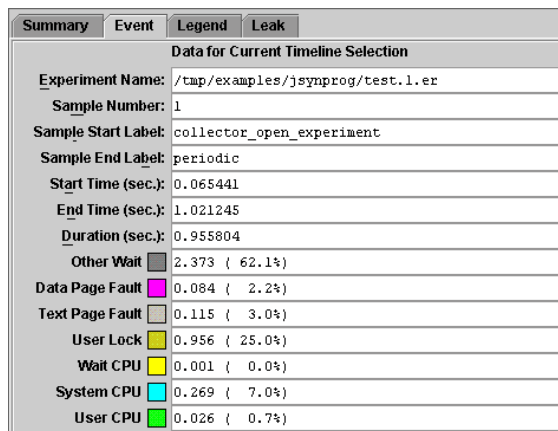 Summary Event Legend Leak
Data for Current Timeline Selection
Experiment Name: /tmp/examples/jsynprog/test.1.er
Sample Number: 1
Sample Start Label: collector_open_experiment
Sample End Label: periodic
Start Time (sec.): 0.065441
End Time (sec.): 1.021245
Duration (sec.): 0.955804
Other Wait 2.373 ( 62.1%)
Data Page Fault 0.084 (  2.2%)
Text Page Fault 0.115 (  3.0%)
User Lock 0.956 ( 25.0%)
Wait CPU 0.001 (  0.0%)
System CPU 0.269 (  7.0%)
User CPU 0.026 (  0.7%)